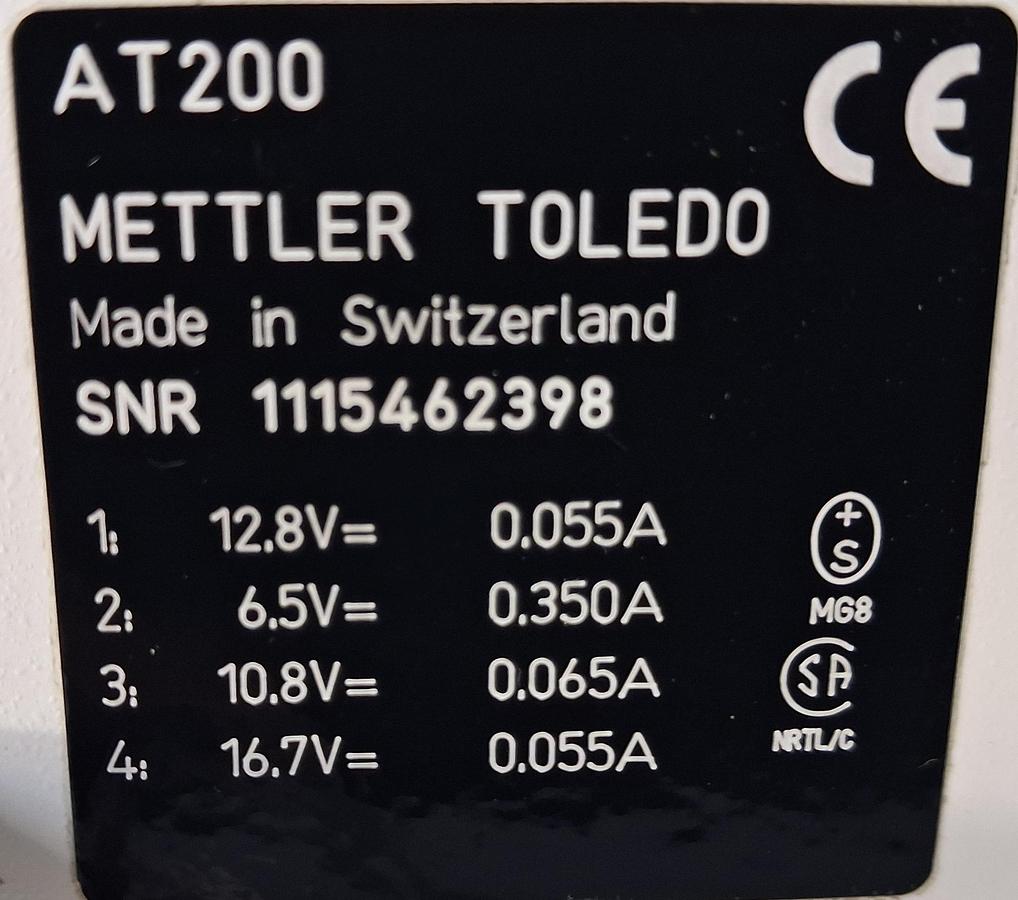 AT200
CE
METTLER TOLEDO
Made in Switzerland
SNR 1115462398
1: 12.8V= 0.055A
2: 6.5V= 0.350A
3: 10.8V= 0.065A
4: 16.7V= 0.055A
+
S
MG8
SA
NRTL/C